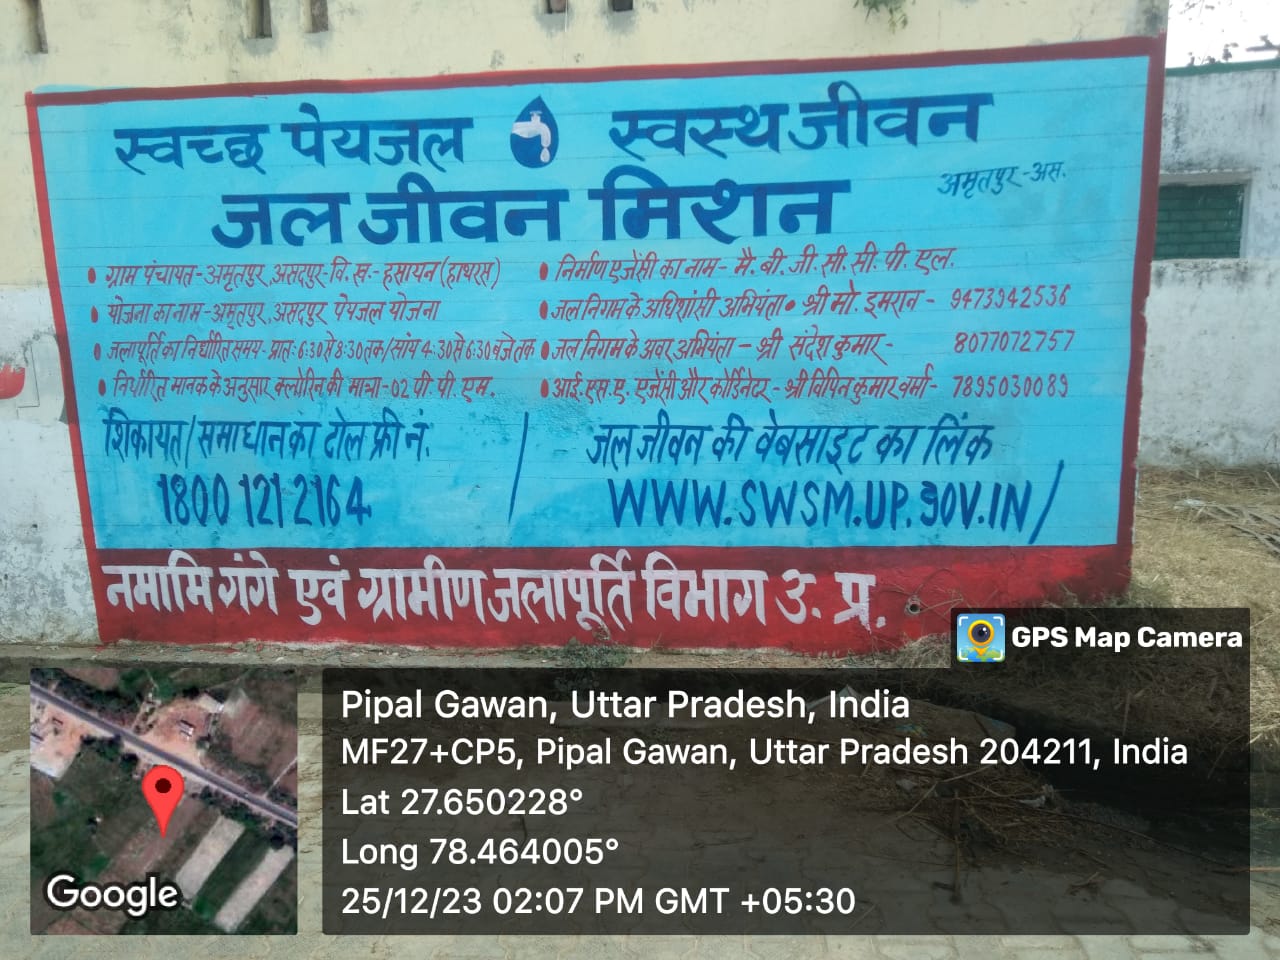 स्वच्छ पेयजल स्वस्थ जीवन
जल जीवन मिशन
अमृतपुर-अस.
• ग्राम पंचायत-अमृतपुर,असदपुर-वि.ख.-हसायन(हाथरस)
• योजना का नाम-अमृतपुर,असदपुर पेयजल योजना
• जलापूर्ति का निर्धारित समय-प्रातः6:30 से 8:30 तक/सांय 4:30 से 6:30 बजे तक
• निर्धारित मानक के अनुसार क्लोरिन की मात्रा-02 पी.पी.एम.
• निर्माण एजेंसी का नाम-मै.बी.जी.सी.सी.पी.एल.
• जल निगम के अधिशांसी अभियंता• श्री मो. इमरान - 9473942536
• जल निगम के अवर अभियंता - श्री संदेश कुमार - 8077072757
• आई.एस.ए. एजेंसी और कोर्डिनेटर-श्री विपिन कुमार वर्मा- 7895030089
शिकायत/समाधान का टोल फ्री नं.
1800 121 2164
जल जीवन की वेबसाइट का लिंक
WWW.SWSM.UP.gOV.IN/
नमामि गंगे एवं ग्रामीण जलापूर्ति विभाग उ. प्र.
GPS Map Camera
Pipal Gawan, Uttar Pradesh, India
MF27+CP5, Pipal Gawan, Uttar Pradesh 204211, India
Lat 27.650228°
Long 78.464005°
25/12/23 02:07 PM GMT +05:30
Google